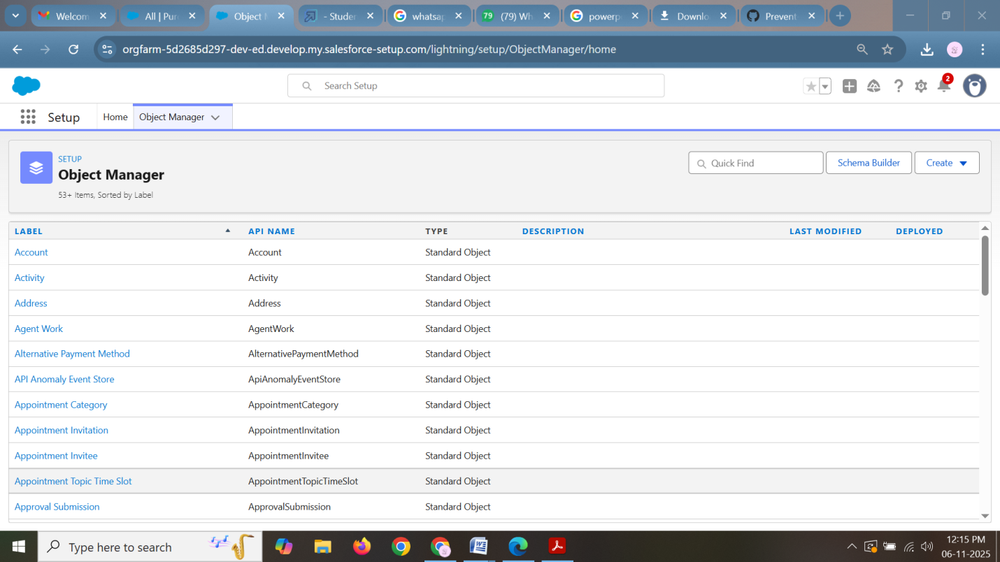 Welcom
All | Pur
Object M
- Studen
whatsap
79
(79) Wh
powerp
Downlo
Prevent
orgfarm-5d2685d297-dev-ed.develop.my.salesforce-setup.com/lightning/setup/ObjectManager/home
Search Setup
2
Setup
Home
Object Manager
SETUP
Object Manager
53+ Items, Sorted by Label
Quick Find
Schema Builder
Create
LABEL API NAME TYPE DESCRIPTION LAST MODIFIED DEPLOYED
Account Account Standard Object
Activity Activity Standard Object
Address Address Standard Object
Agent Work AgentWork Standard Object
Alternative Payment Method AlternativePaymentMethod Standard Object
API Anomaly Event Store ApiAnomalyEventStore Standard Object
Appointment Category AppointmentCategory Standard Object
Appointment Invitation AppointmentInvitation Standard Object
Appointment Invitee AppointmentInvitee Standard Object
Appointment Topic Time Slot AppointmentTopicTimeSlot Standard Object
Approval Submission ApprovalSubmission Standard Object
Type here to search
12:15 PM
06-11-2025